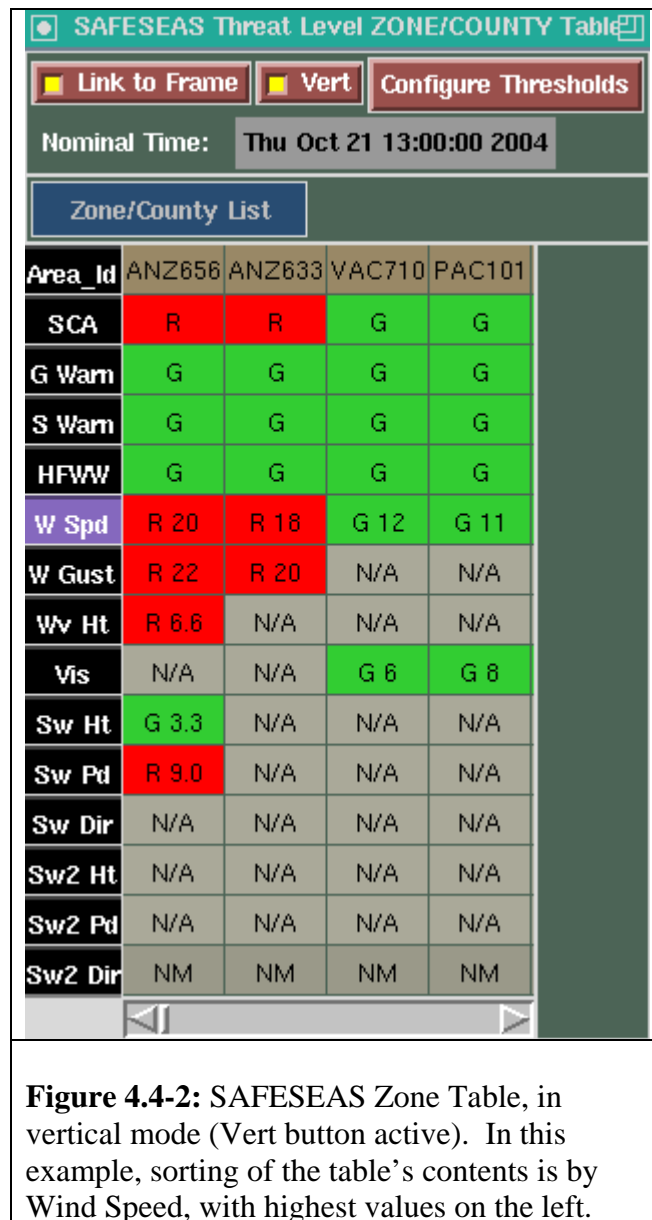 SAFESEAS Threat Level ZONE/COUNTY Table
Link to Frame Vert Configure Thresholds
Nominal Time: Thu Oct 21 13:00:00 2004
Zone/County List
Area_Id ANZ656 ANZ633 VAC710 PAC101
SCA R R G G
G Warn G G G G
S Warn G G G G
HFWW G G G G
W Spd R 20 R 18 G 12 G 11
W Gust R 22 R 20 N/A N/A
Wv Ht R 6.6 N/A N/A N/A
Vis N/A N/A G 6 G 8
Sw Ht G 3.3 N/A N/A N/A
Sw Pd R 9.0 N/A N/A N/A
Sw Dir N/A N/A N/A N/A
Sw2 Ht N/A N/A N/A N/A
Sw2 Pd N/A N/A N/A N/A
Sw2 Dir NM NM NM NM
Figure 4.4-2: SAFESEAS Zone Table, in
vertical mode (Vert button active). In this
example, sorting of the table’s contents is by
Wind Speed, with highest values on the left.